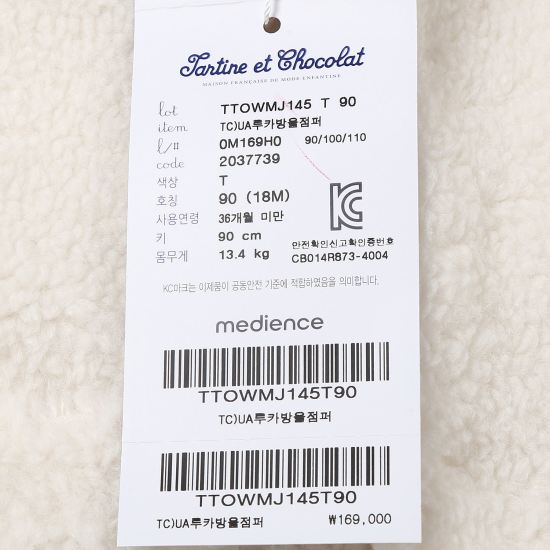 Tartine et Chocolat
MAISON FRANÇAISE DE MODE ENFANTINE
lot TTOWMJ145 T 90
item TC)UA루카방울점퍼
l/# 0M169H0 90/100/110
code 2037739
색상 T
호칭 90 (18M)
사용연령 36개월 미만
키 90 cm
몸무게 13.4 kg
안전확인신고확인증번호
CB014R873-4004
KC마크는 이제품이 공동안전 기준에 적합하였음을 의미합니다.
medience
TTOWMJ145T90
TC)UA루카방울점퍼
TTOWMJ145T90
TC)UA루카방울점퍼 ₩169,000